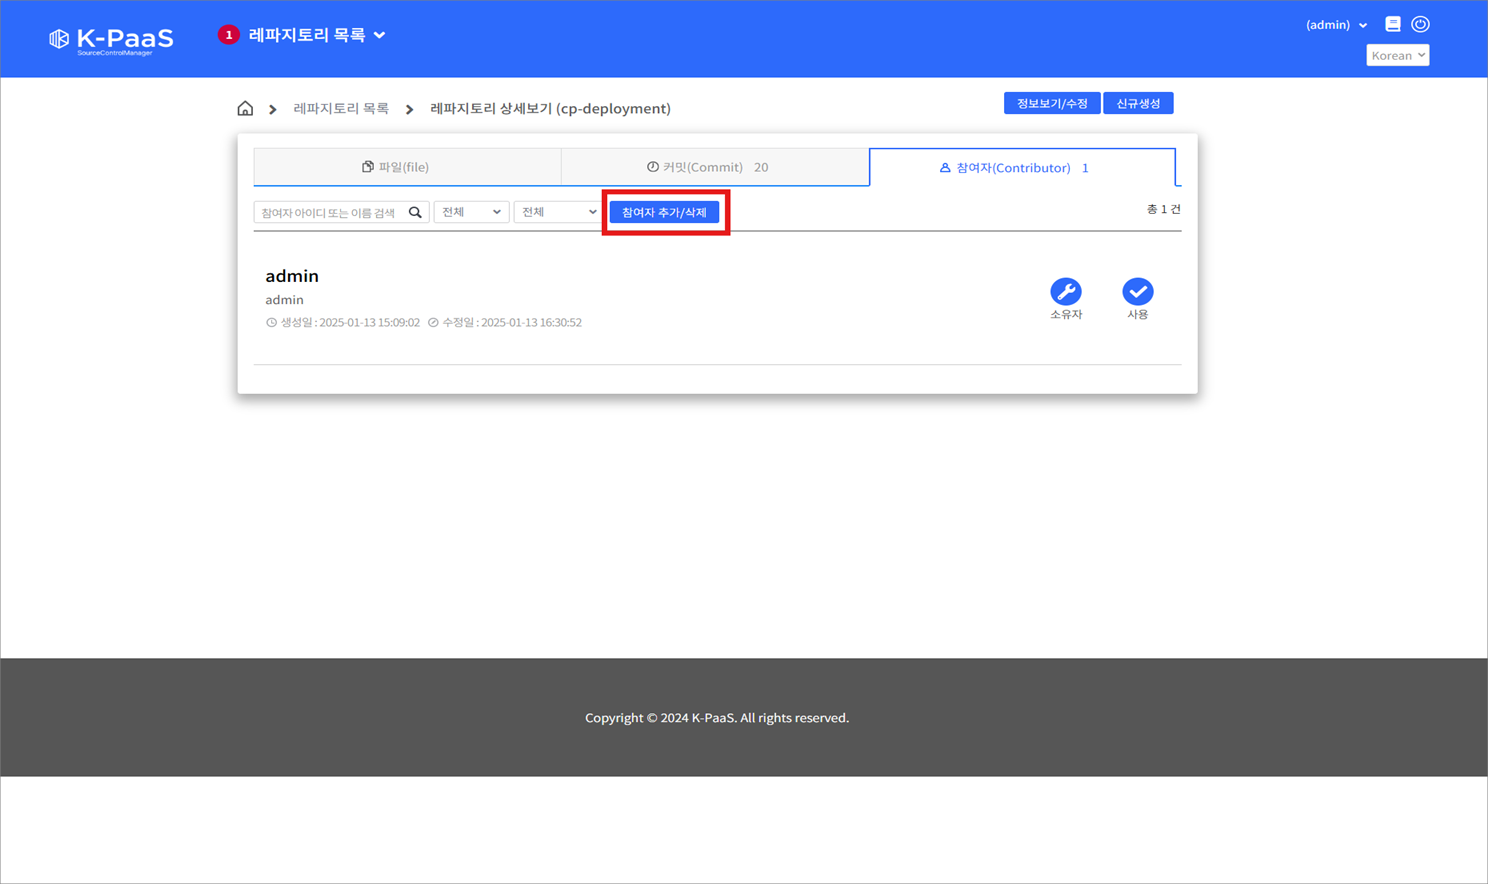 K-PaaS
SourceControlManager
1 레파지토리 목록
(admin)
Korean
레파지토리 목록 레파지토리 상세보기 (cp-deployment)
정보보기/수정 신규생성
파일(file) 커밋(Commit) 20 참여자(Contributor) 1
참여자 아이디 또는 이름 검색 전체 전체 참여자 추가/삭제 총 1 건
admin
admin
생성일 : 2025-01-13 15:09:02 수정일 : 2025-01-13 16:30:52
소유자 사용
Copyright © 2024 K-PaaS. All rights reserved.